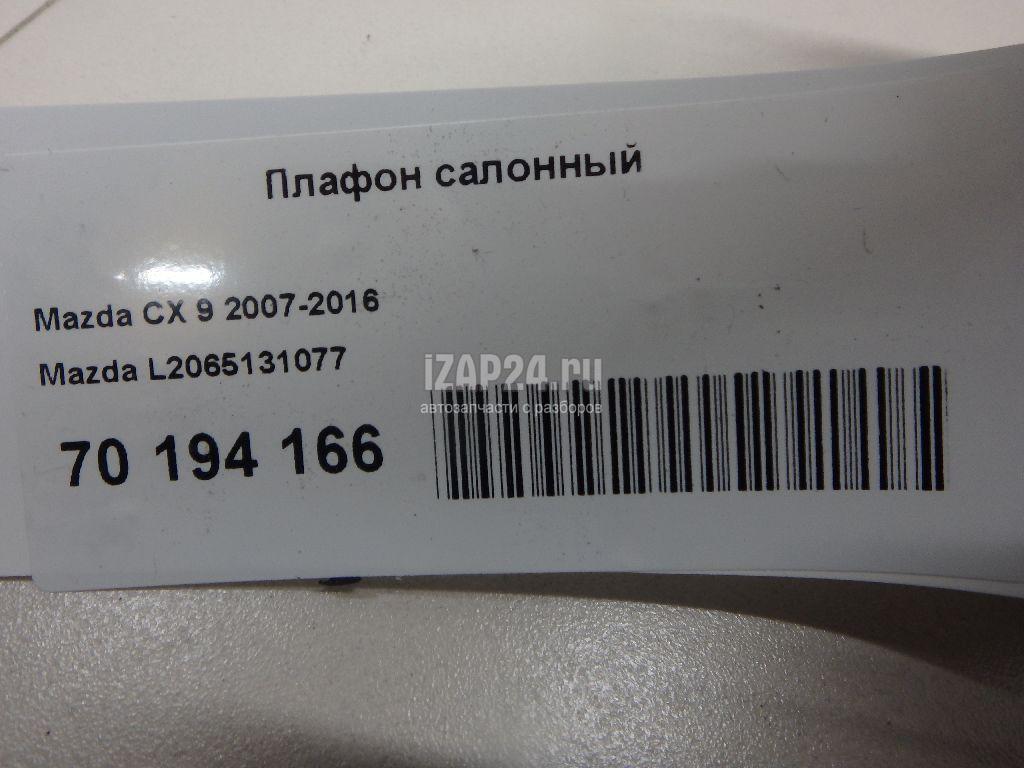 Плафон салонный
Mazda CX 9 2007-2016
Mazda L2065131077
70 194 166
iZAP24.ru
автозапчасти с разборов